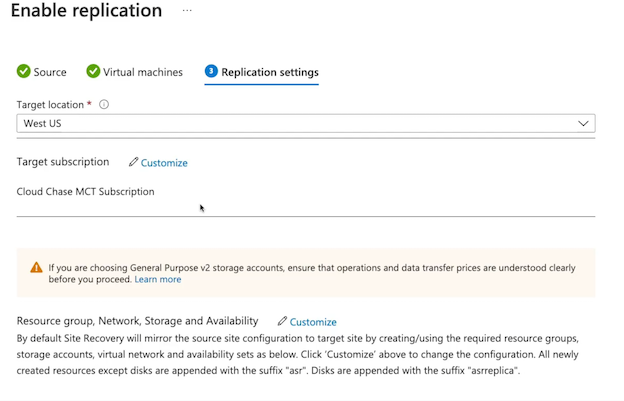 Enable replication ...
Source Virtual machines 3 Replication settings
Target location *
West US
Target subscription Customize
Cloud Chase MCT Subscription
If you are choosing General Purpose v2 storage accounts, ensure that operations and data transfer prices are understood clearly
before you proceed. Learn more
Resource group, Network, Storage and Availability Customize
By default Site Recovery will mirror the source site configuration to target site by creating/using the required resource groups,
storage accounts, virtual network and availability sets as below. Click 'Customize' above to change the configuration. All newly
created resources except disks are appended with the suffix "asr". Disks are appended with the suffix "asrreplica".